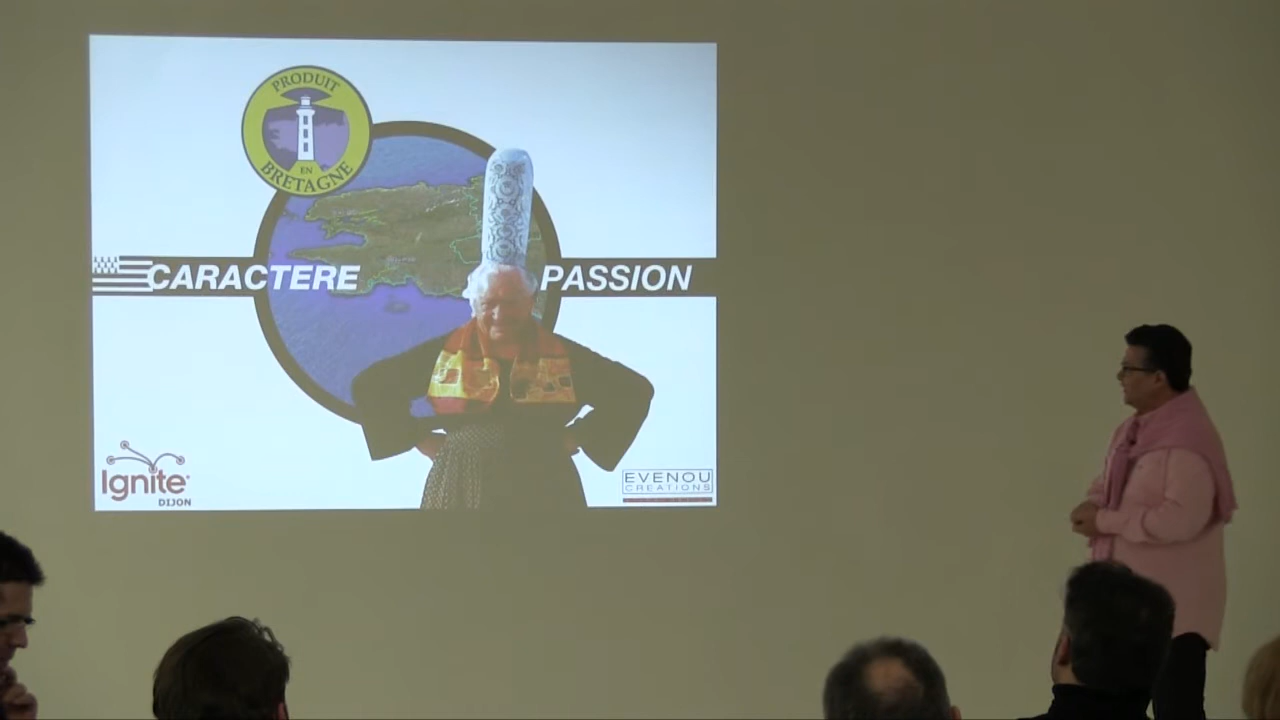 PRODUIT
EN
BRETAGNE
CARACTERE PASSION
Ignite
DIJON
EVENOU
CREATIONS